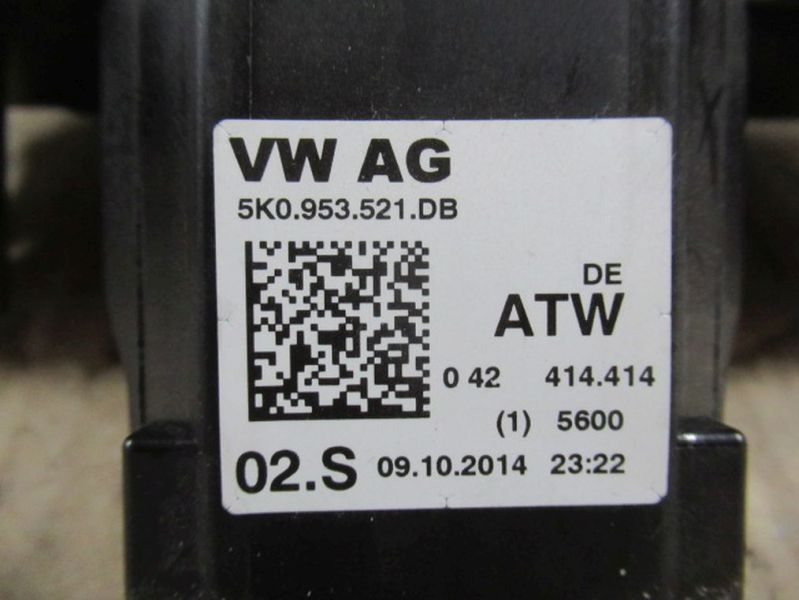 VW AG
5K0.953.521.DB
DE
ATW
0 42 414.414
(1) 5600
02.S 09.10.2014 23:22